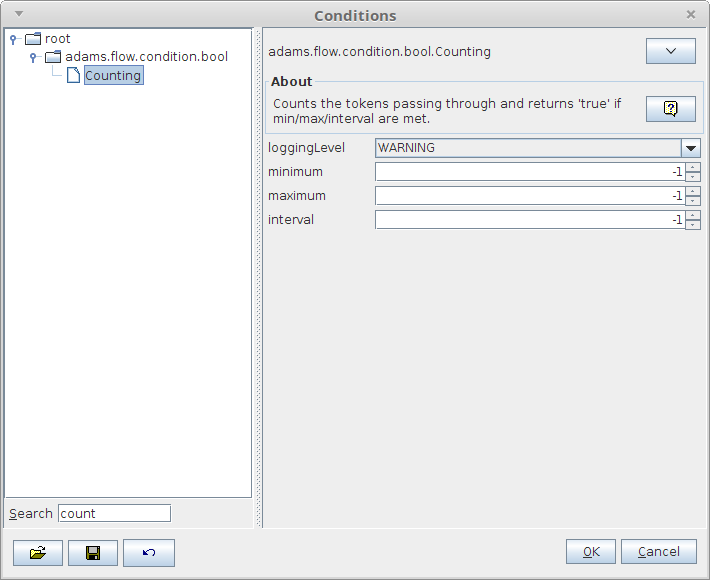 Conditions
root
adams.flow.condition.bool
Counting
Search count
adams.flow.condition.bool.Counting
About
Counts the tokens passing through and returns 'true' if
min/max/interval are met.
loggingLevel WARNING
minimum -1
maximum -1
interval -1
OK Cancel